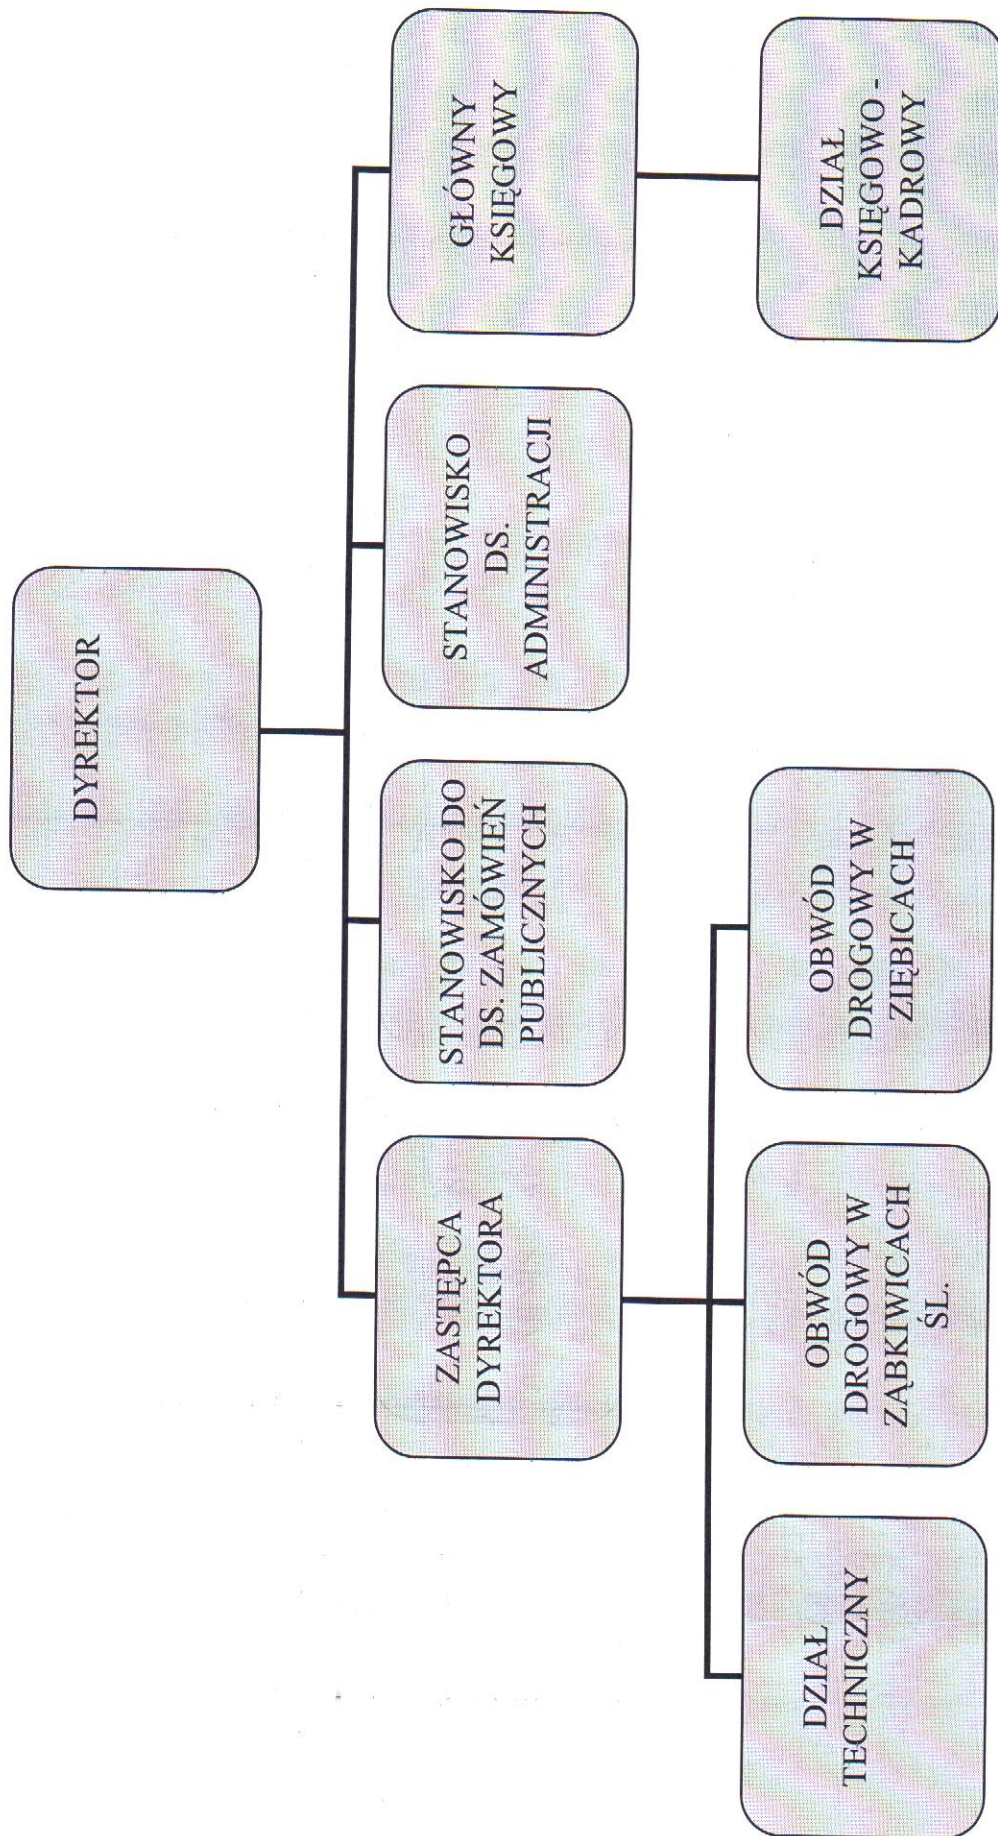 DYREKTOR
ZASTĘPCA
DYREKTORA
STANOWISKO DO
DS. ZAMÓWIEŃ
PUBLICZNYCH
STANOWISKO
DS.
ADMINISTRACJI
GŁÓWNY
KSIĘGOWY
DZIAŁ
TECHNICZNY
OBWÓD
DROGOWY W
ZĄBKIWICACH
ŚL.
OBWÓD
DROGOWY W
ZIĘBICACH
DZIAŁ
KSIĘGOWO -
KADROWY